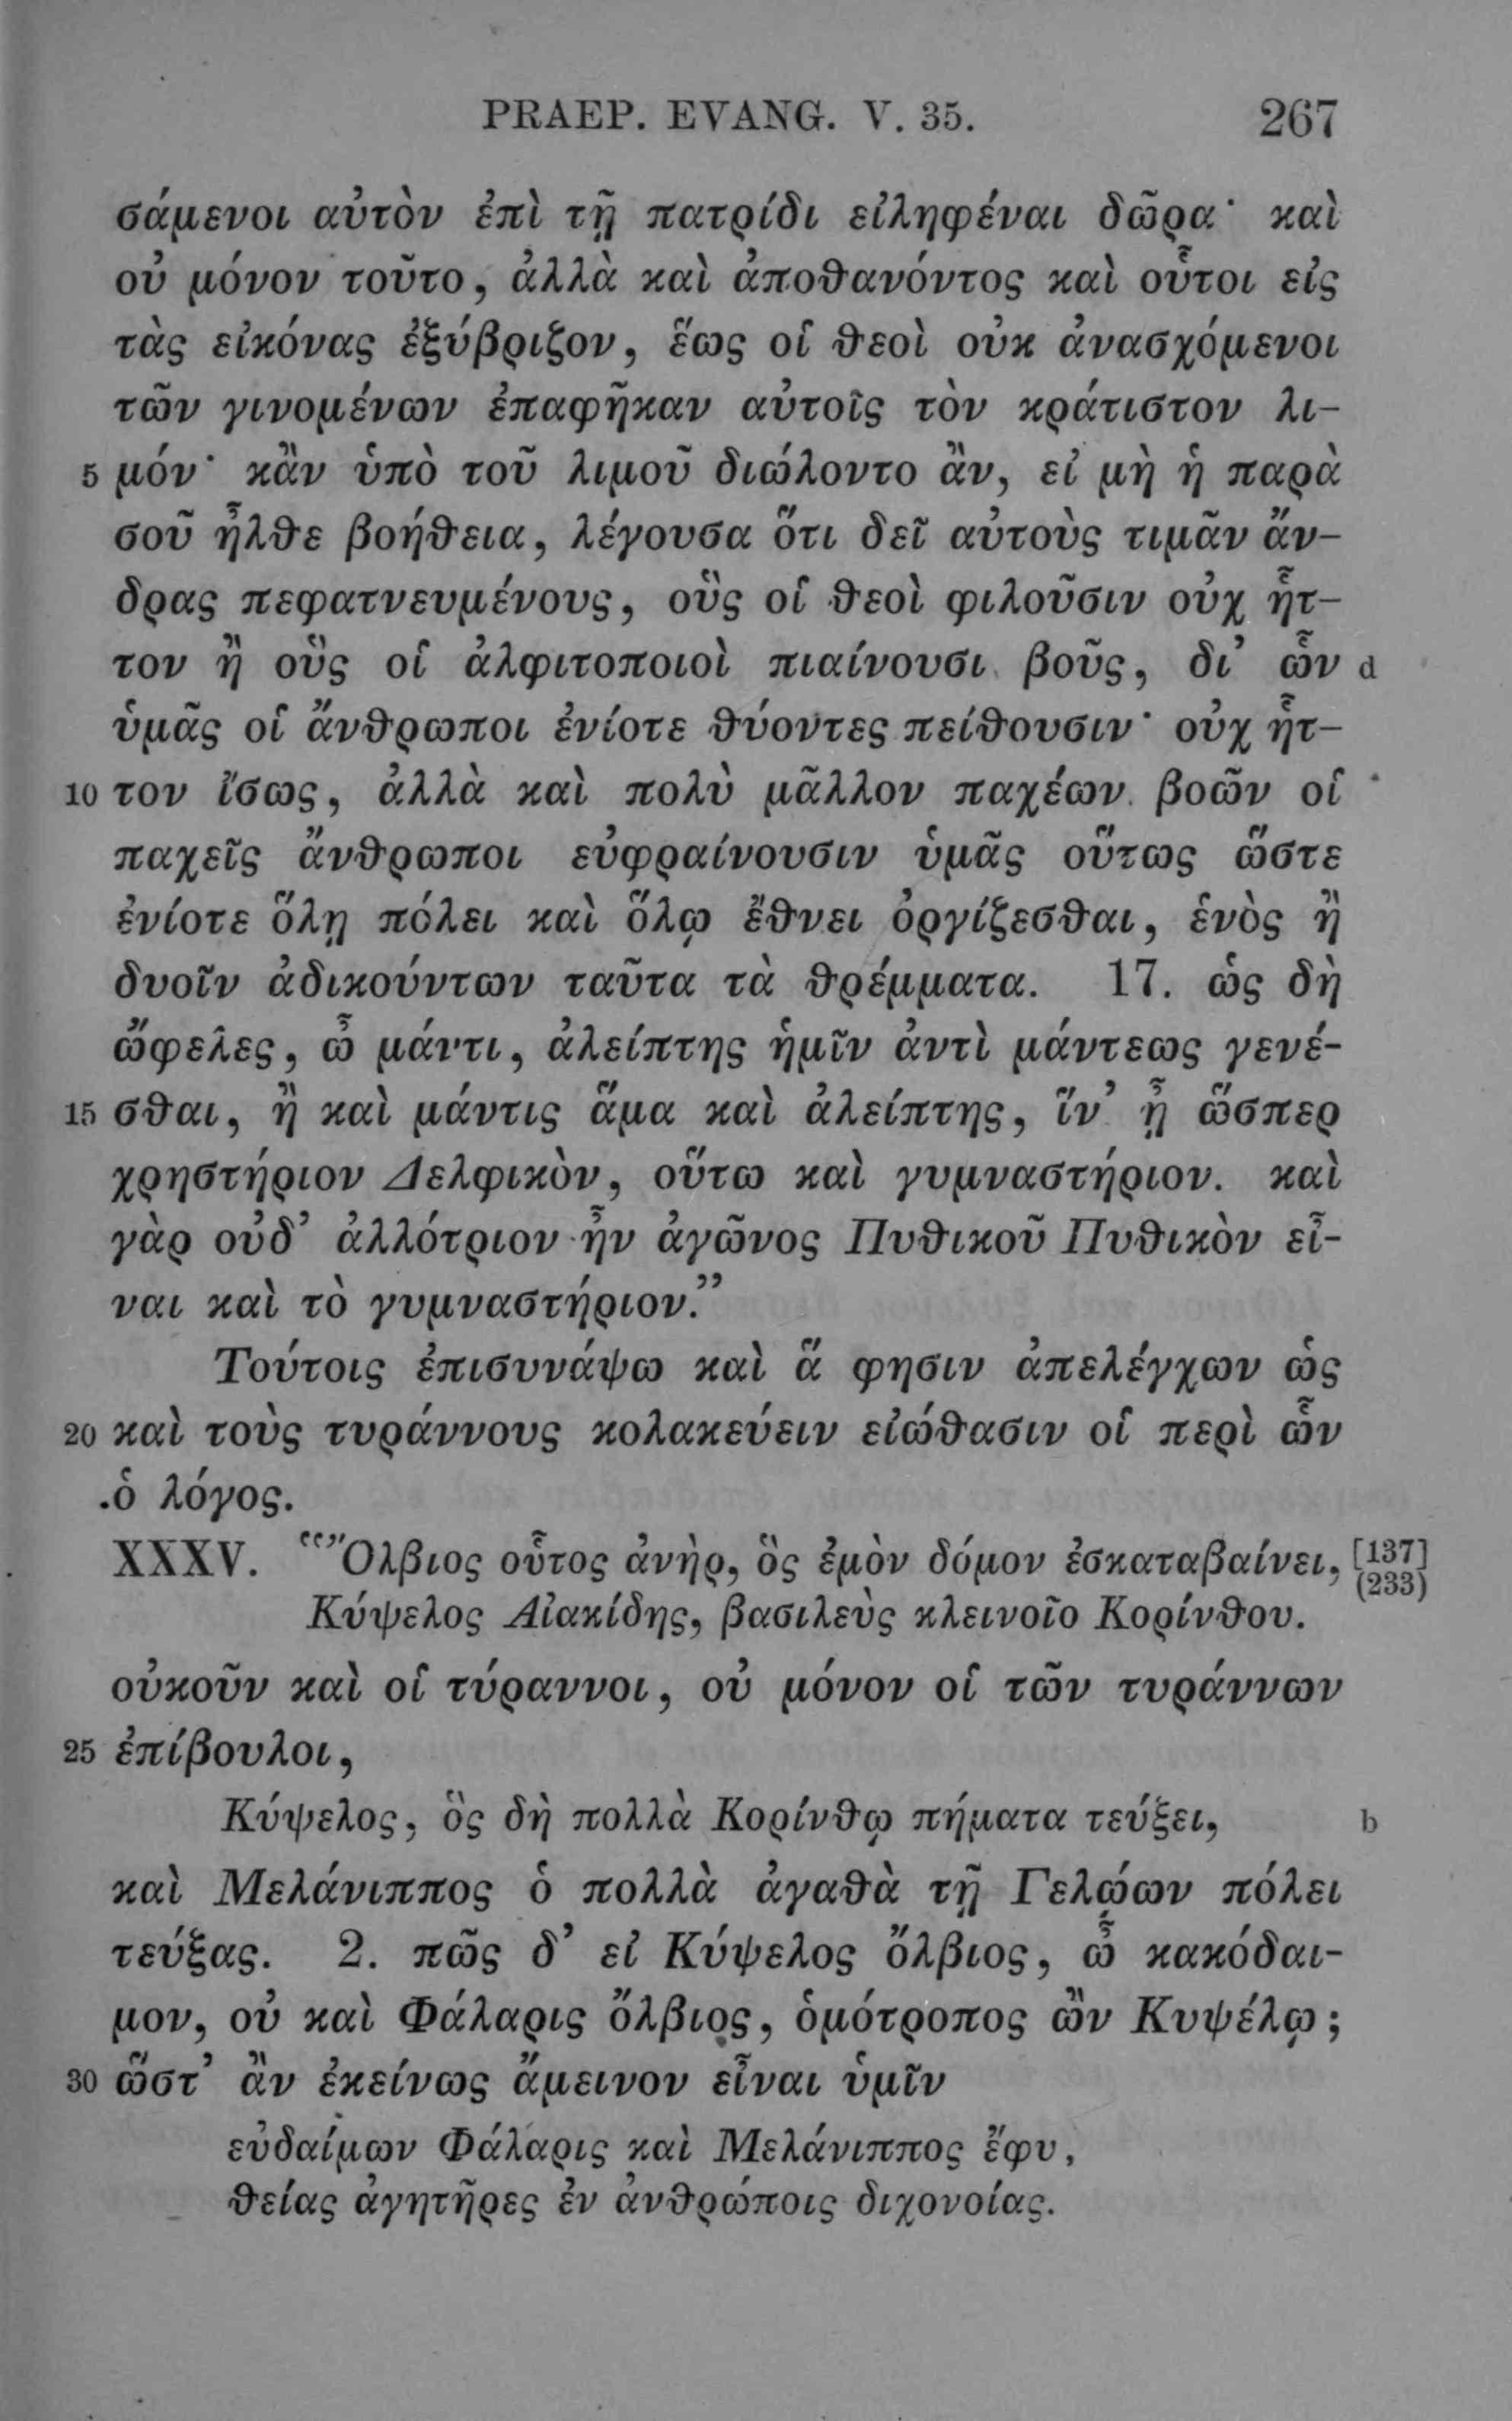 PRAEP. EVANG. V. 35. 267
σάμενοι αὐτὸν ἐπὶ τῇ πατρίδι εἰληφέναι δῶρα· καὶ
οὐ μόνον τοῦτο, ἀλλὰ καὶ ἀποθανόντος καὶ οὗτοι εἰς
τὰς εἰκόνας ἐξύβριζον, ἕως οἱ θεοὶ οὐκ ἀνασχόμενοι
τῶν γινομένων ἐπαφῆκαν αὐτοῖς τὸν κράτιστον λι-
5 μόν· κἂν ὑπὸ τοῦ λιμοῦ διώλοντο ἂν, εἰ μὴ ἡ παρὰ
σοῦ ἦλθε βοήθεια, λέγουσα ὅτι δεῖ αὐτοὺς τιμᾶν ἄν-
δρας πεφατνευμένους, οὓς οἱ θεοὶ φιλοῦσιν οὐχ ἧτ-
τον ἢ οὓς οἱ ἀλφιτοποιοὶ πιαίνουσι βοῦς, δι᾽ ὧν d
ὑμᾶς οἱ ἄνθρωποι ἐνίοτε θύοντες πείθουσιν· οὐχ ἧτ-
10 τον ἴσως, ἀλλὰ καὶ πολὺ μᾶλλον παχέων βοῶν οἱ
παχεῖς ἄνθρωποι εὐφραίνουσιν ὑμᾶς οὕτως ὥστε
ἐνίοτε ὅλῃ πόλει καὶ ὅλῳ ἔθνει ὀργίζεσθαι, ἑνὸς ἢ
δυοῖν ἀδικούντων ταῦτα τὰ θρέμματα. 17. ὡς δὴ
ὤφελες, ὦ μάντι, ἀλείπτης ἡμῖν ἀντὶ μάντεως γενέ-
15 σθαι, ἢ καὶ μάντις ἅμα καὶ ἀλείπτης, ἵν᾽ ᾖ ὥσπερ
χρηστήριον Δελφικὸν, οὕτω καὶ γυμναστήριον. καὶ
γὰρ οὐδ᾽ ἀλλότριον ἦν ἀγῶνος Πυθικοῦ Πυθικὸν εἶ-
ναι καὶ τὸ γυμναστήριον.”
Τούτοις ἐπισυνάψω καὶ ἅ φησιν ἀπελέγχων ὡς
20 καὶ τοὺς τυράννους κολακεύειν εἰώθασιν οἱ περὶ ὧν
ὁ λόγος.
XXXV. “Ὄλβιος οὗτος ἀνὴρ, ὃς ἐμὸν δόμον ἐσκαταβαίνει, [137]
(233)
Κύψελος Αἰακίδης, βασιλεὺς κλεινοῖο Κορίνθου.
οὐκοῦν καὶ οἱ τύραννοι, οὐ μόνον οἱ τῶν τυράννων
25 ἐπίβουλοι,
Κύψελος, ὃς δὴ πολλὰ Κορίνθῳ πήματα τεύξει, b
καὶ Μελάνιππος ὁ πολλὰ ἀγαθὰ τῇ Γελῴων πόλει
τεύξας. 2. πῶς δ᾽ εἰ Κύψελος ὄλβιος, ὦ κακόδαι-
μον, οὐ καὶ Φάλαρις ὄλβιος, ὁμότροπος ὢν Κυψέλῳ;
30 ὥστ᾽ ἂν ἐκείνως ἄμεινον εἶναι ὑμῖν
εὐδαίμων Φάλαρις καὶ Μελάνιππος ἔφυ,
θείας ἁγητῆρες ἐν ἀνθρώποις διχονοίας.